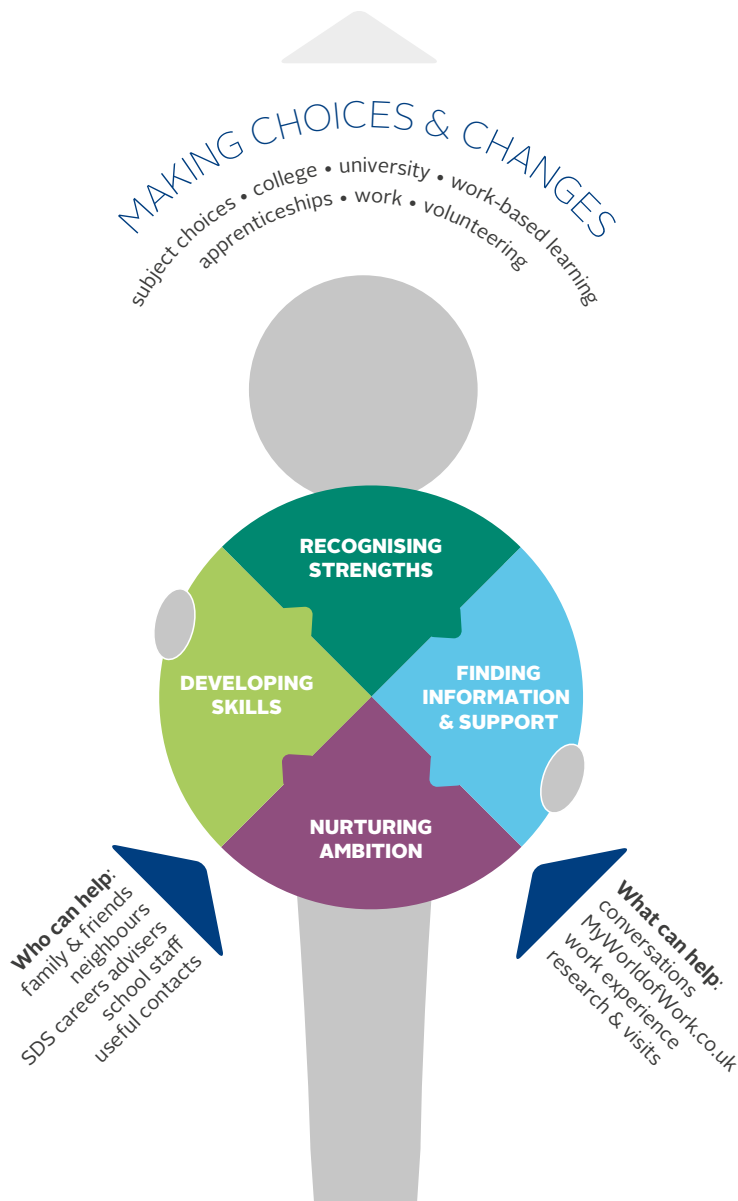 MAKING CHOICES & CHANGES
subject choices • college • university • work-based learning
apprenticeships • work • volunteering
RECOGNISING
STRENGTHS
DEVELOPING
SKILLS
FINDING
INFORMATION
& SUPPORT
NURTURING
AMBITION
Who can help:
family & friends
neighbours
SDS careers advisers
school staff
useful contacts
What can help:
conversations
MyWorldofWork.co.uk
work experience
research & visits